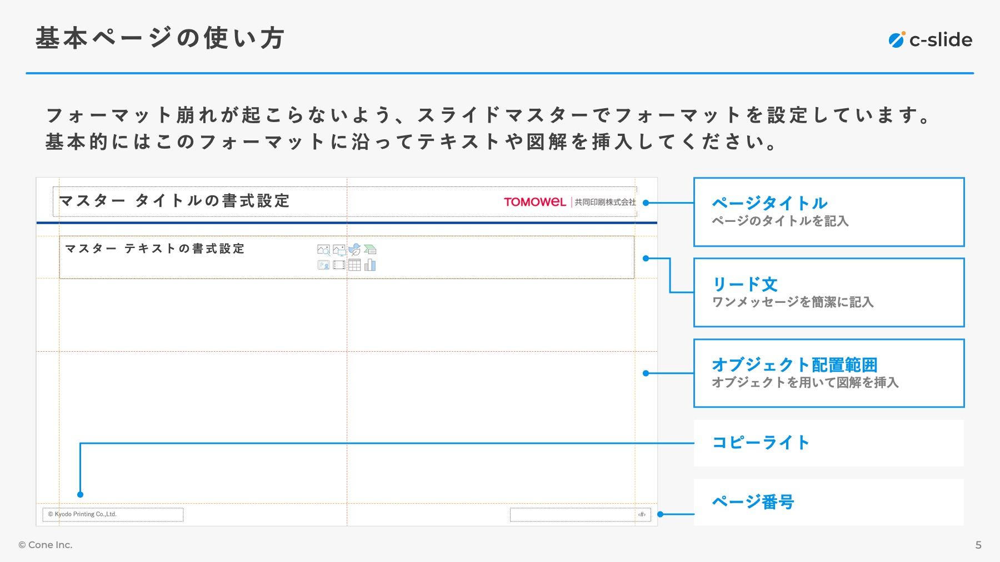 基本ページの使い方
c-slide
フォーマット崩れが起こらないよう、スライドマスターでフォーマットを設定しています。
基本的にはこのフォーマットに沿ってテキストや図解を挿入してください。
マスター タイトルの書式設定
TOMOWEL 共同印刷株式会社
マスター テキストの書式設定
© Kyodo Printing Co.,Ltd.
‹#›
ページタイトル
ページのタイトルを記入
リード文
ワンメッセージを簡潔に記入
オブジェクト配置範囲
オブジェクトを用いて図解を挿入
コピーライト
ページ番号
© Cone Inc.
5